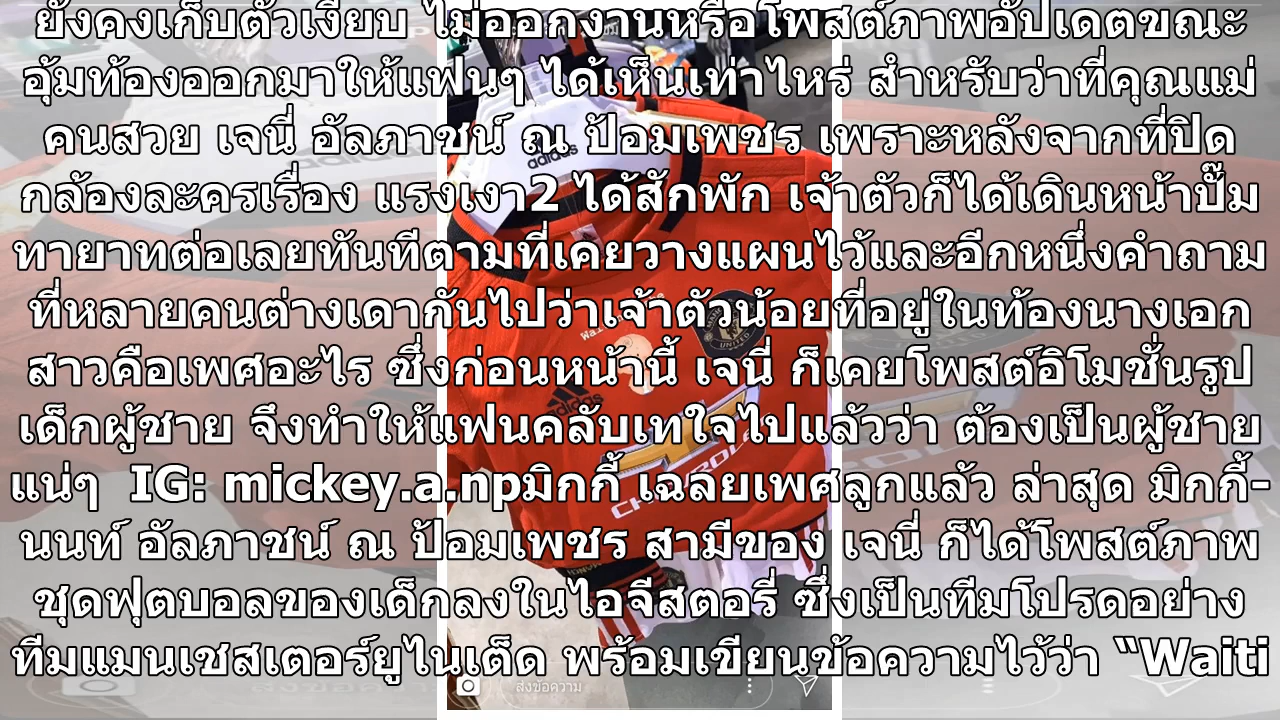 ยังคงเก็บตัวเงียบ ไม่ออกงานหรือโพสต์ภาพอัปเดตขณะ
อุ้มท้องออกมาให้แฟนๆ ได้เห็นเท่าไหร่ สำหรับว่าที่คุณแม่
คนสวย เจนี่ อัลภาชน์ ณ ป้อมเพชร เพราะหลังจากที่ปิด
กล้องละครเรื่อง แรงเงา2 ได้สักพัก เจ้าตัวก็ได้เดินหน้าปั๊ม
ทายาทต่อเลยทันทีตามที่เคยวางแผนไว้และอีกหนึ่งคำถาม
ที่หลายคนต่างเดากันไปว่าเจ้าตัวน้อยที่อยู่ในท้องนางเอก
สาวคือเพศอะไร ซึ่งก่อนหน้านี้ เจนี่ ก็เคยโพสต์อิโมชั่นรูป
เด็กผู้ชาย จึงทำให้แฟนคลับเทใจไปแล้วว่า ต้องเป็นผู้ชาย
แน่ๆ  IG: mickey.a.npมิกกี้ เฉลยเพศลูกแล้ว ล่าสุด มิกกี้-
นนท์ อัลภาชน์ ณ ป้อมเพชร สามีของ เจนี่ ก็ได้โพสต์ภาพ
ชุดฟุตบอลของเด็กลงในไอจีสตอรี่ ซึ่งเป็นทีมโปรดอย่าง
ทีมแมนเชสเตอร์ยูไนเต็ด พร้อมเขียนข้อความไว้ว่า “Waiti
adidas
UNITED
adidas
CHEVROLE
ส่งข้อความ